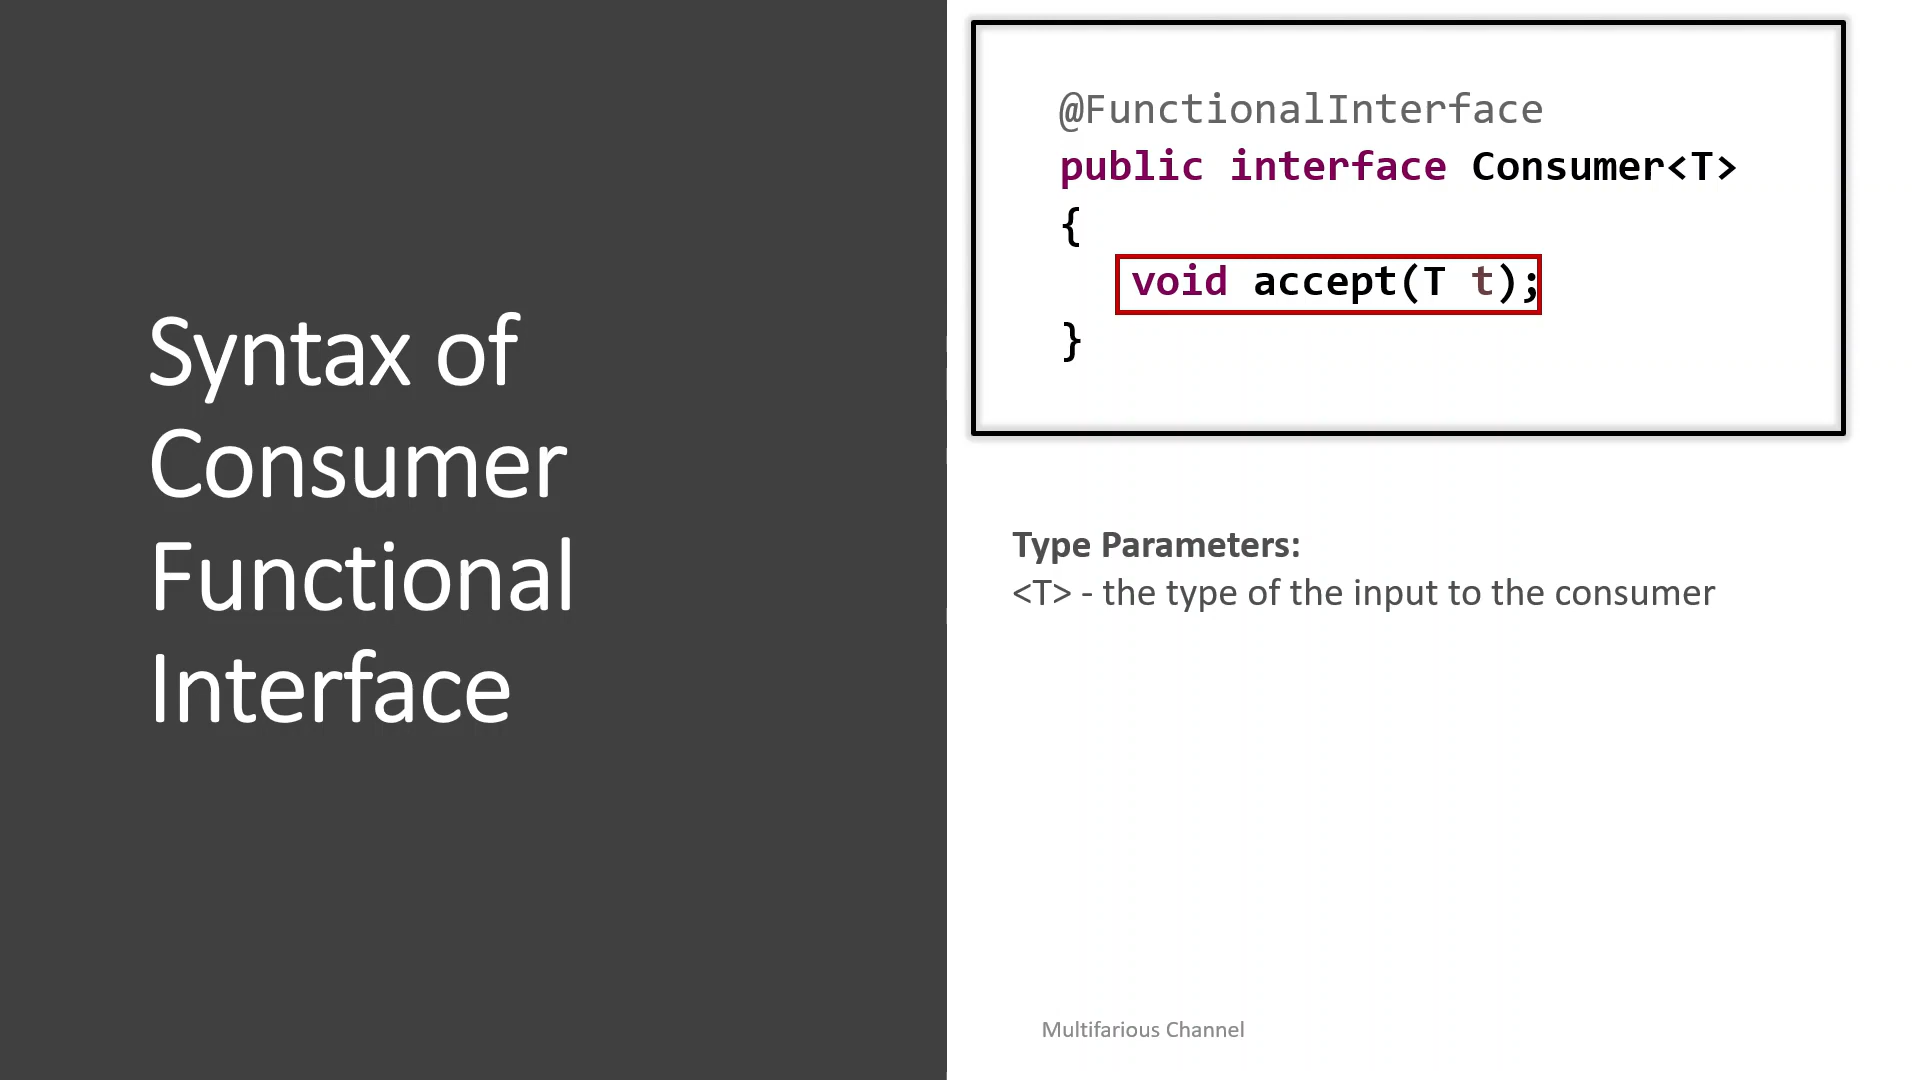 Syntax of
Consumer
Functional
Interface
@FunctionalInterface
public interface Consumer<T>
{
void accept(T t);
}
Type Parameters:
<T> - the type of the input to the consumer
Multifarious Channel